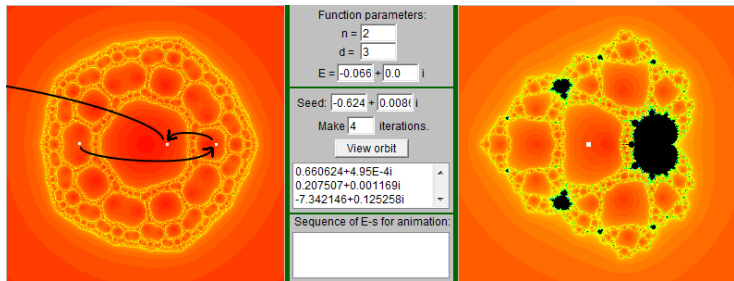 Function parameters:
n = 2
d = 3
E = -0.066 + 0.0 i
Seed: -0.624 + 0.008 i
Make 4 iterations.
View orbit
0.660624+4.95E-4i
0.207507+0.001169i
-7.342146+0.125258i
Sequence of E-s for animation: